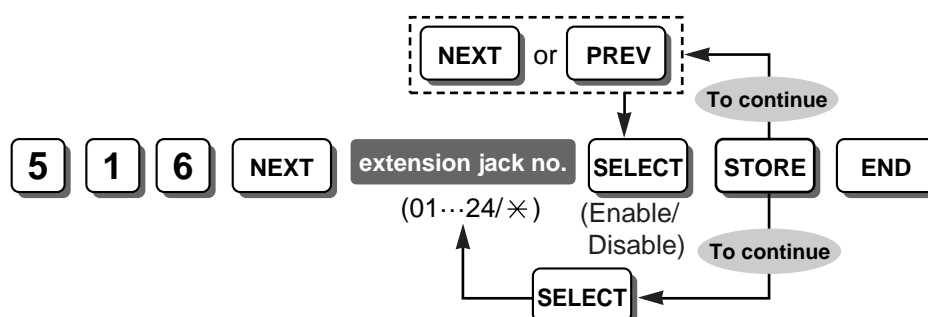 NEXT or PREV
To continue
5 1 6 NEXT extension jack no. SELECT STORE END
(01···24/✳)
(Enable/
Disable)
To continue
SELECT